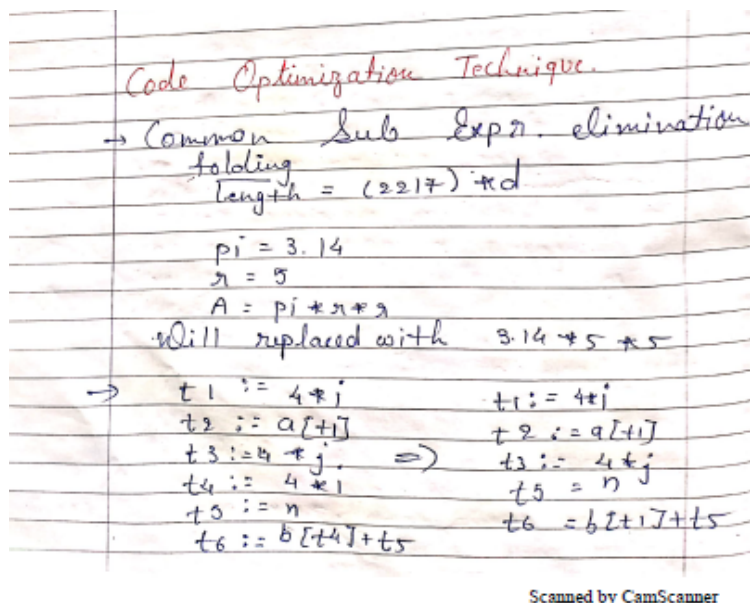 Code Optimization Technique.
→ Common Sub Expr. elimination
folding
length = (2217) * d
pi = 3.14
r = 5
A = pi * r * r
Will replaced with 3.14 * 5 * 5
→ t1 := 4*j t1 := 4*j
t2 := a[t1] t2 := a[t1]
t3 := 4 * j. ⇒ t3 := 4 * j
t4 := 4 * i t5 = n
t5 := n t6 = b[t1]+t5
t6 := b[t4]+t5
Scanned by CamScanner